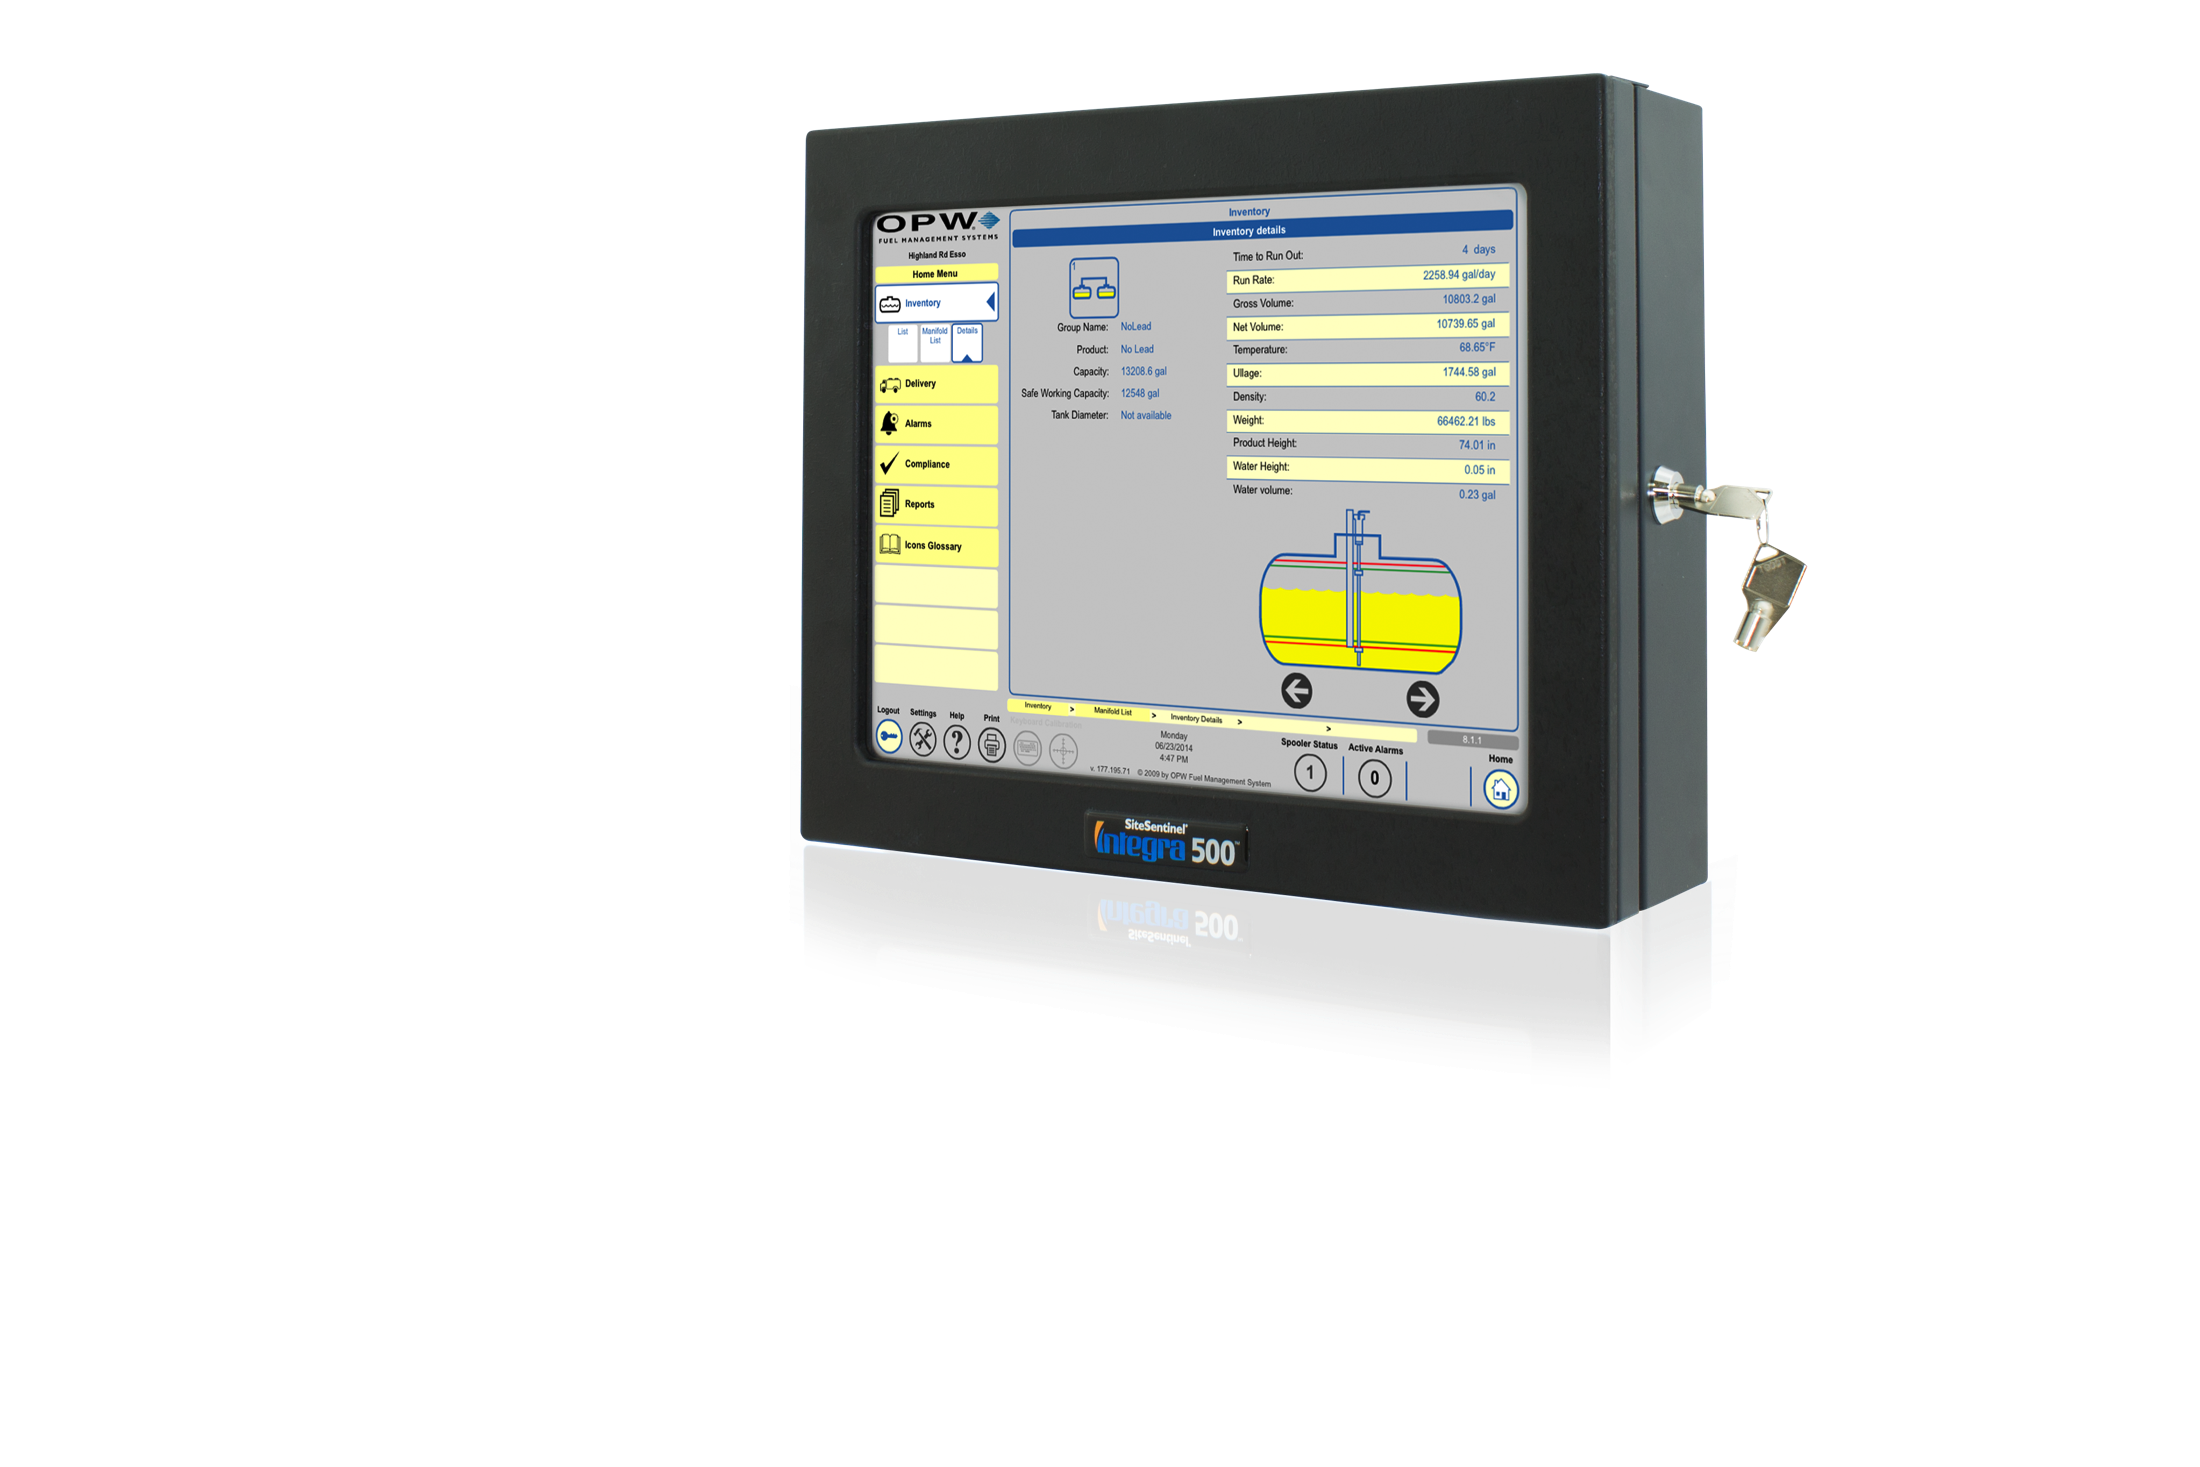 OPW
FUEL MANAGEMENT SYSTEMS
Highland Rd Esso
Home Menu
Inventory
List
Manifold
List
Details
Delivery
Alarms
Compliance
Reports
Icons Glossary
Inventory
Inventory details
1
Group Name: NoLead
Product: No Lead
Capacity: 13208.6 gal
Safe Working Capacity: 12548 gal
Tank Diameter: Not available
Time to Run Out: 4 days
Run Rate: 2258.94 gal/day
Gross Volume: 10803.2 gal
Net Volume: 10739.65 gal
Temperature: 68.65°F
Ullage: 1744.58 gal
Density: 60.2
Weight: 66462.21 lbs
Product Height: 74.01 in
Water Height: 0.05 in
Water volume: 0.23 gal
Inventory > Manifold List > Inventory Details > >
8.1.1
Logout
Settings
Help
?
Print
Keyboard Calibration
Monday
06/23/2014
4:47 PM
v. 177.195.71 © 2009 by OPW Fuel Management System
Spooler Status
1
Active Alarms
0
Home
SiteSentinel®
integra 500™